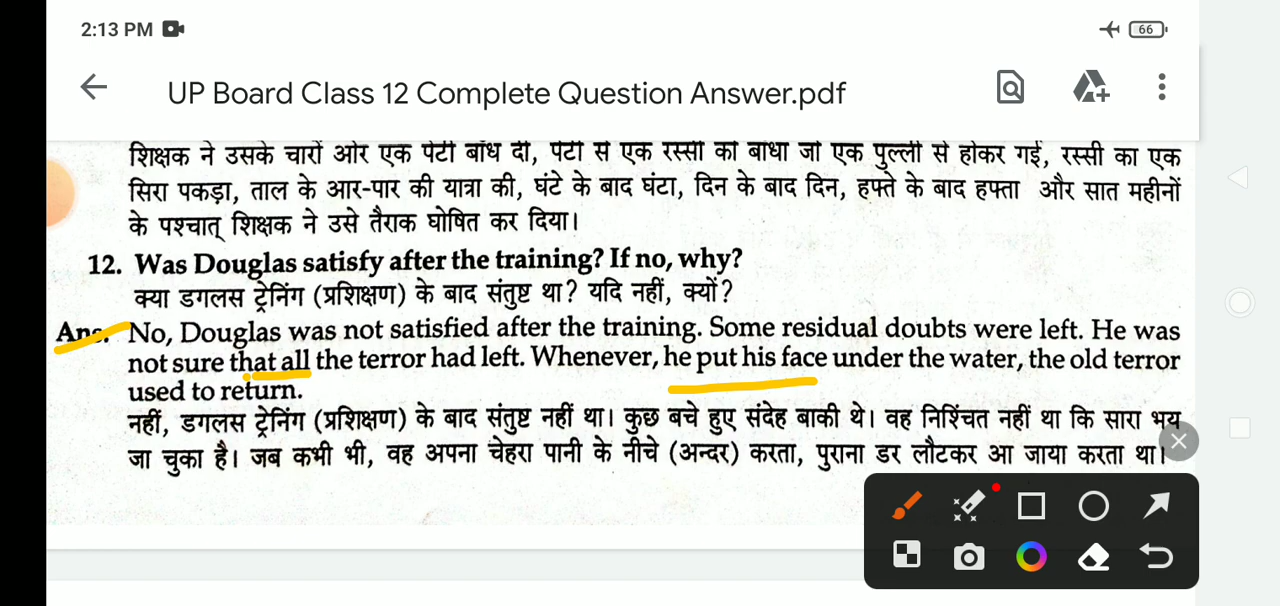 2:13 PM
66
UP Board Class 12 Complete Question Answer.pdf
शिक्षक ने उसके चारों ओर एक पेटी बाँध दी, पेटी से एक रस्सी को बाँधा जो एक पुल्ली से होकर गई, रस्सी का एक
सिरा पकड़ा, ताल के आर-पार की यात्रा की, घंटे के बाद घंटा, दिन के बाद दिन, हफ्ते के बाद हफ्ता और सात महीनों
के पश्चात् शिक्षक ने उसे तैराक घोषित कर दिया।
12. Was Douglas satisfy after the training? If no, why?
क्या डगलस ट्रेनिंग (प्रशिक्षण) के बाद संतुष्ट था? यदि नहीं, क्यों?
Ans. No, Douglas was not satisfied after the training. Some residual doubts were left. He was
not sure that all the terror had left. Whenever, he put his face under the water, the old terror
used to return.
नहीं, डगलस ट्रेनिंग (प्रशिक्षण) के बाद संतुष्ट नहीं था। कुछ बचे हुए संदेह बाकी थे। वह निश्चित नहीं था कि सारा भय
जा चुका है। जब कभी भी, वह अपना चेहरा पानी के नीचे (अन्दर) करता, पुराना डर लौटकर आ जाया करता था।